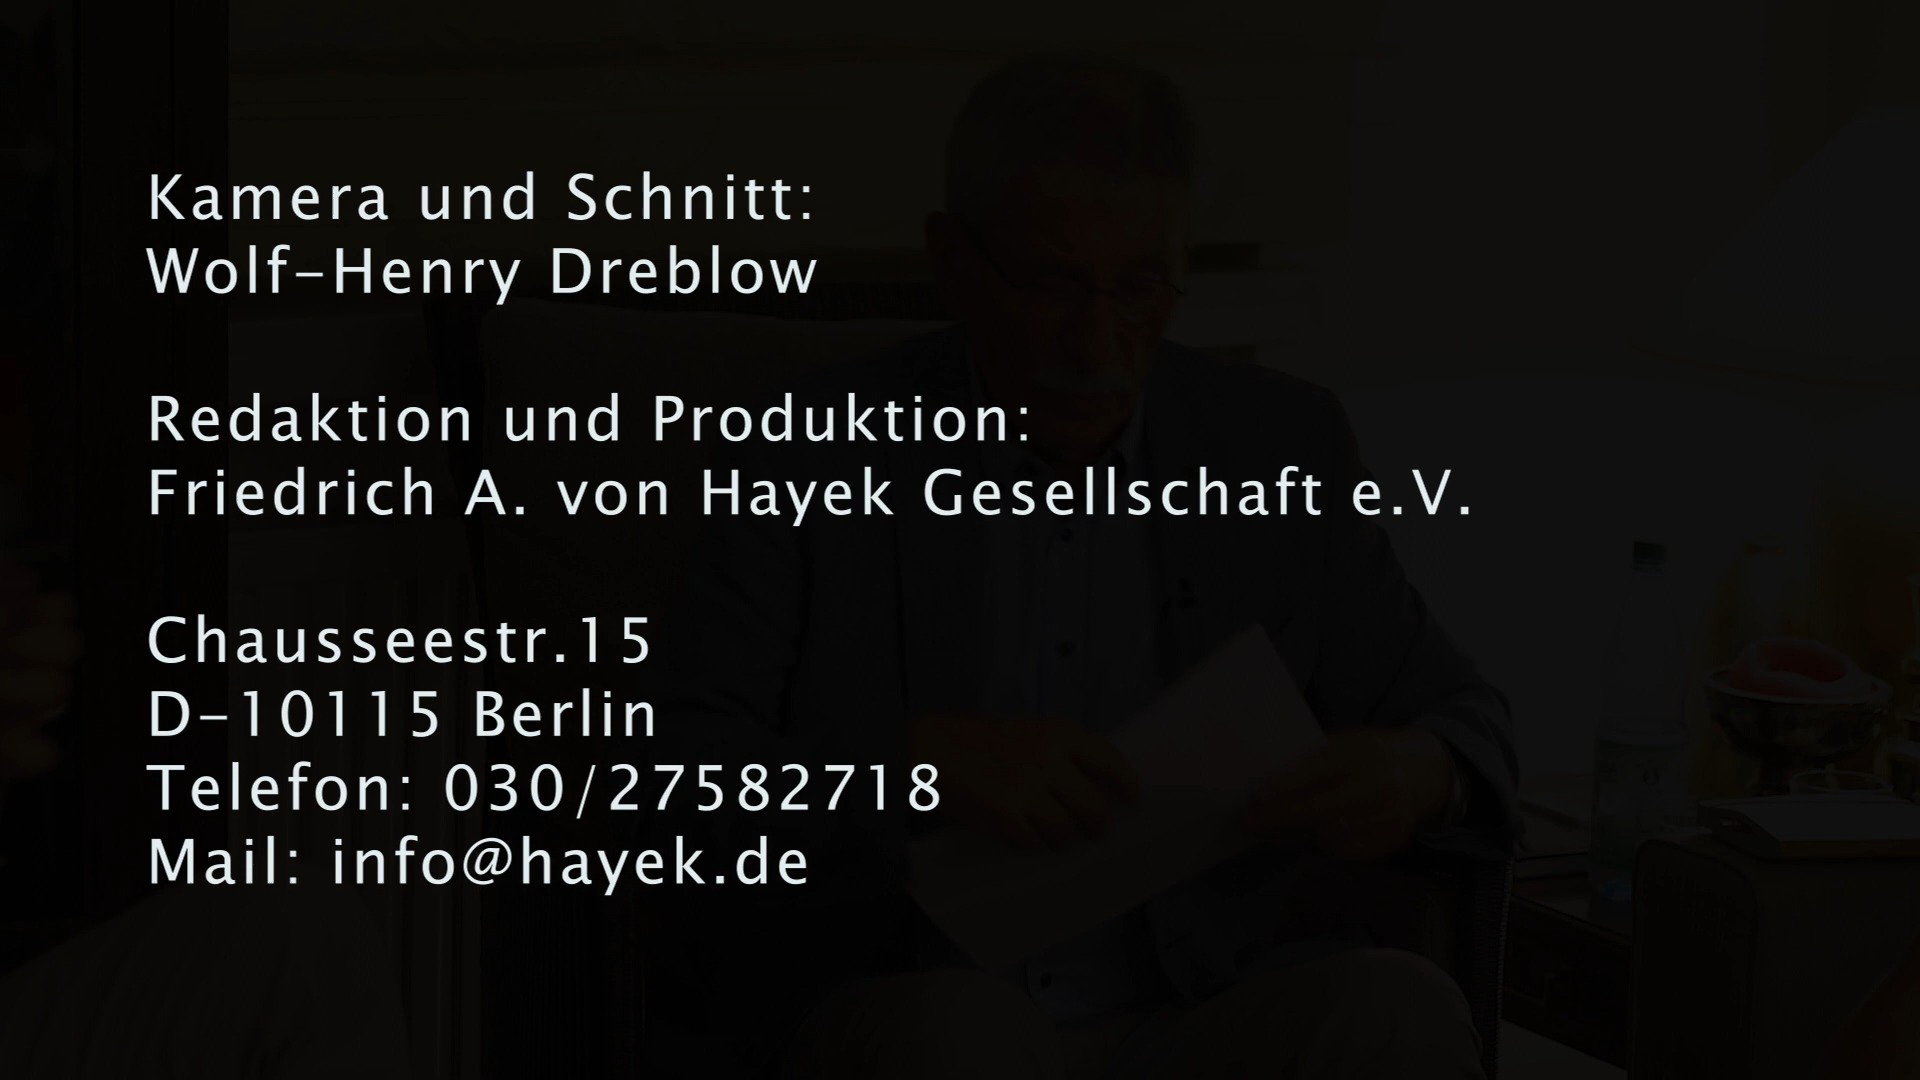 Kamera und Schnitt:
Wolf-Henry Dreblow
Redaktion und Produktion:
Friedrich A. von Hayek Gesellschaft e.V.
Chausseestr.15
D-10115 Berlin
Telefon: 030/27582718
Mail: info@hayek.de